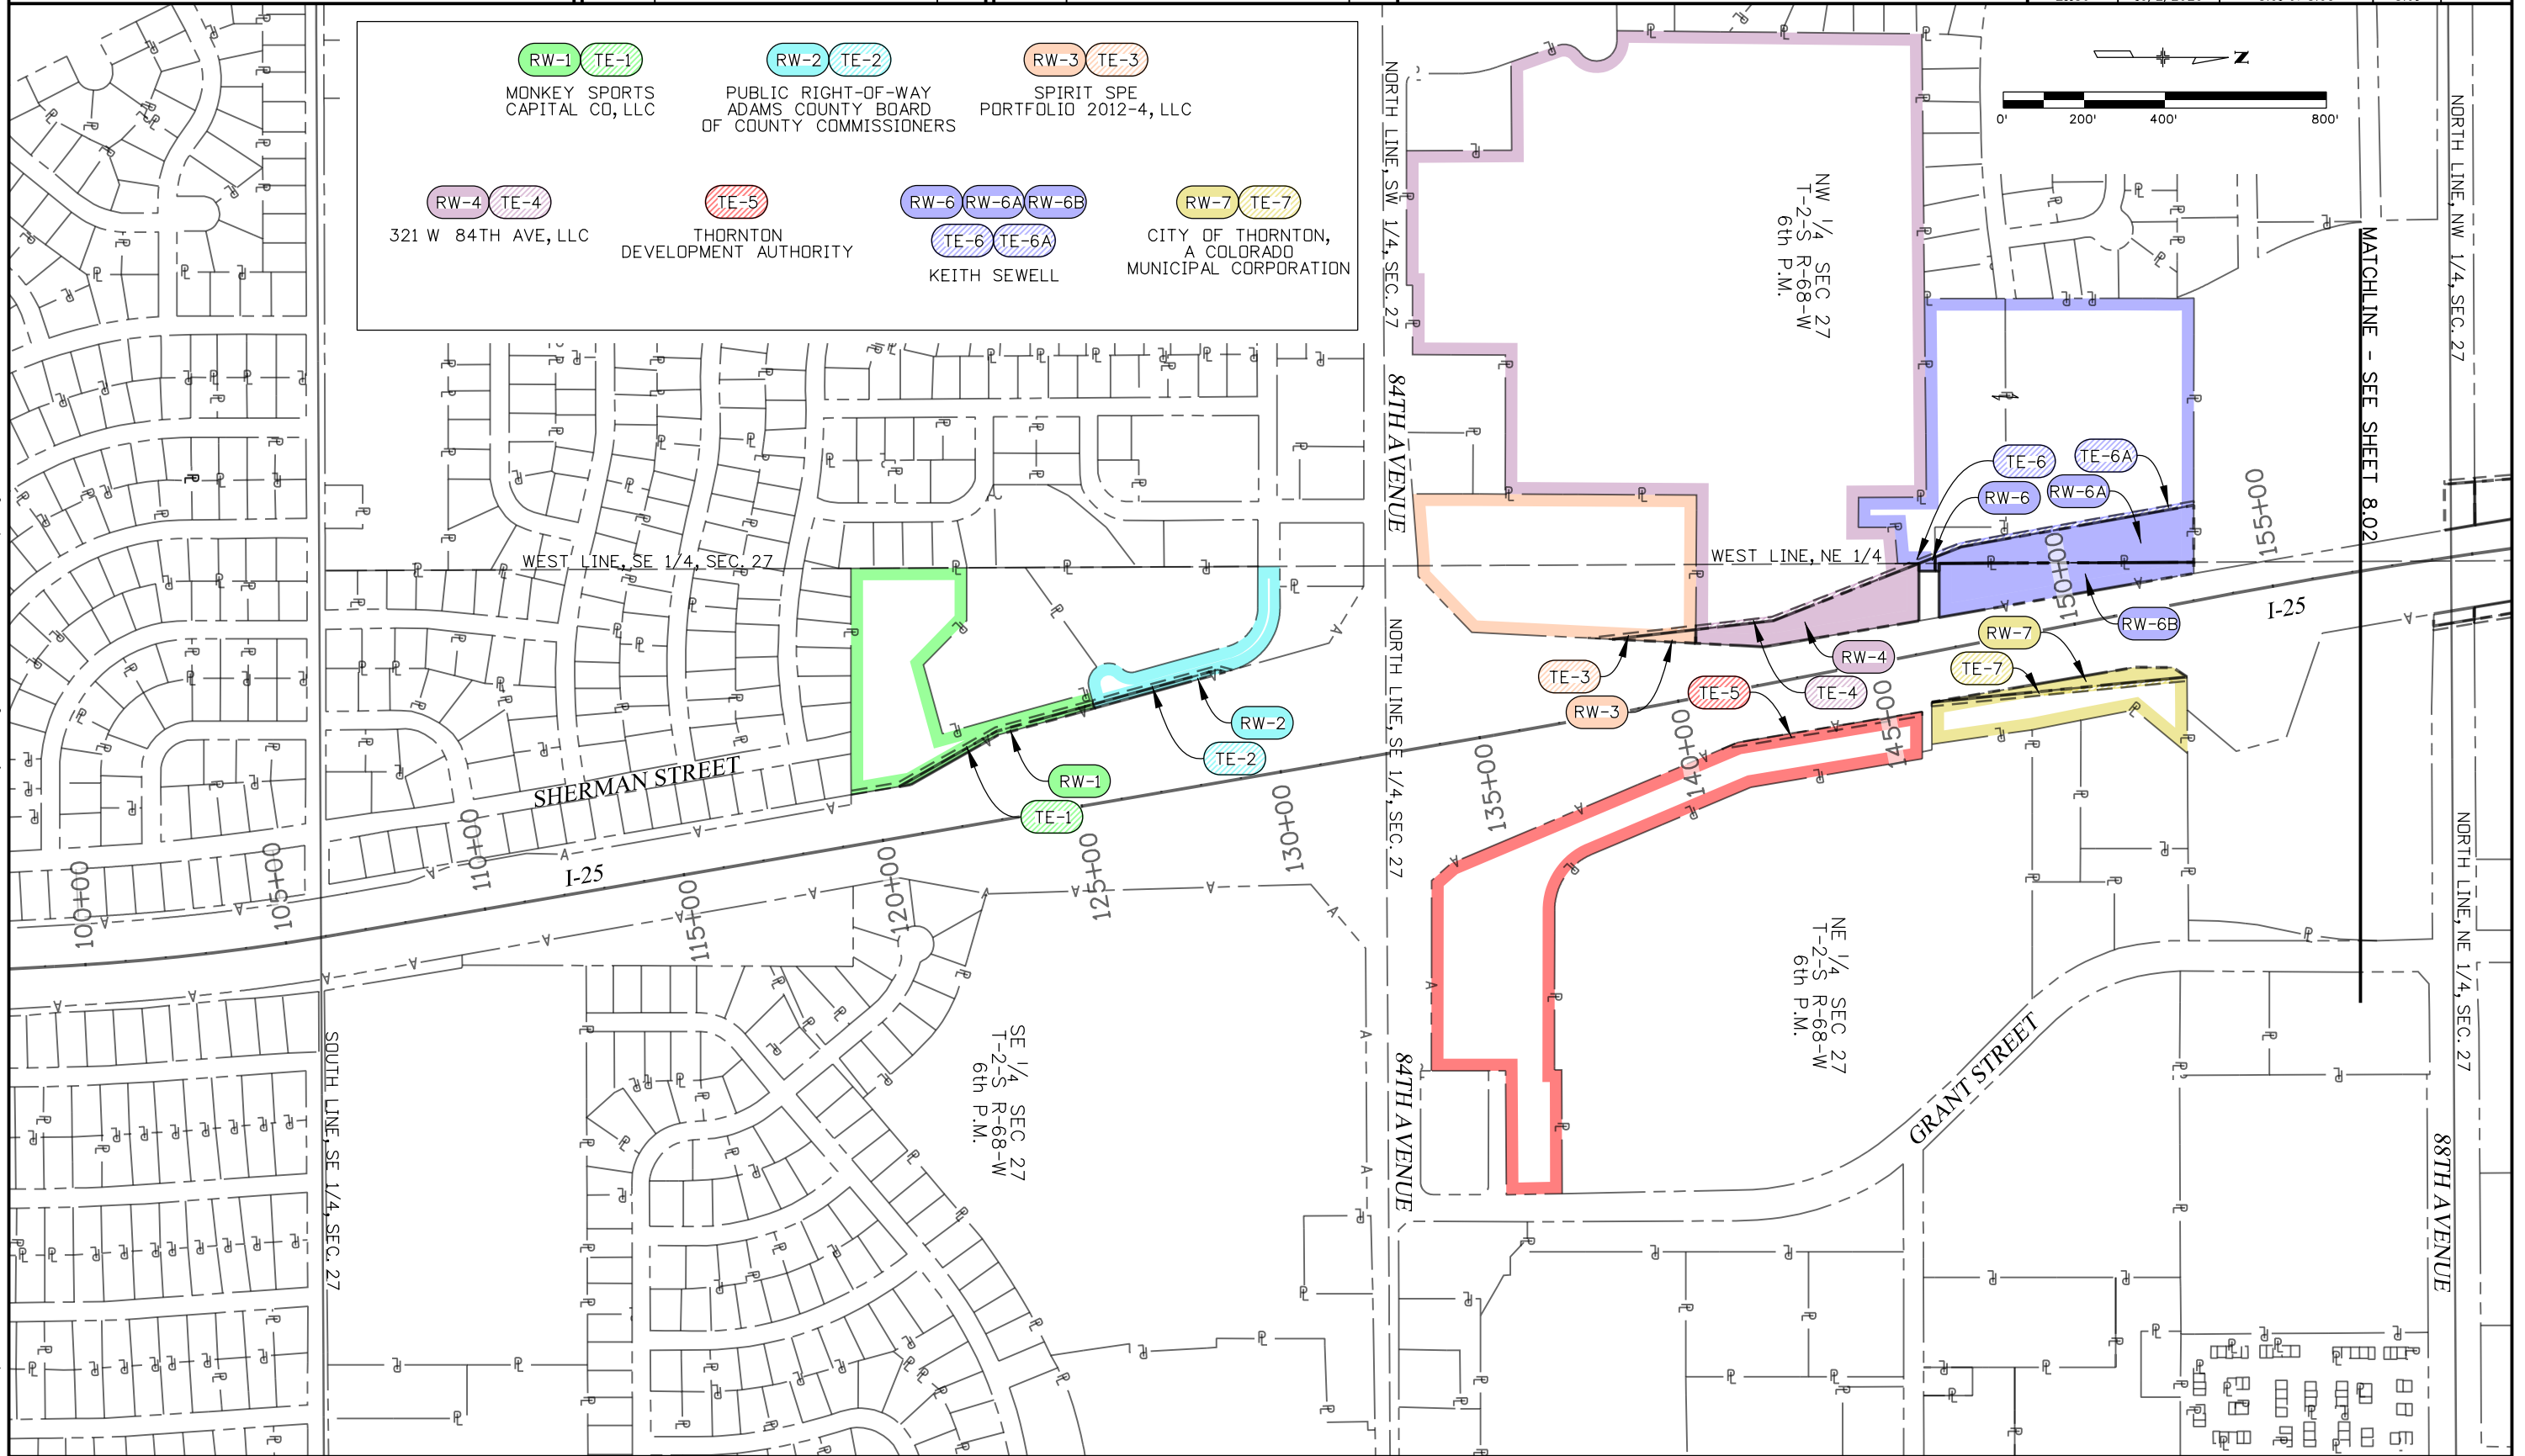 RW-1 TE-1
MONKEY SPORTS
CAPITAL CO, LLC
RW-2 TE-2
PUBLIC RIGHT-OF-WAY
ADAMS COUNTY BOARD
OF COUNTY COMMISSIONERS
RW-3 TE-3
SPIRIT SPE
PORTFOLIO 2012-4, LLC
RW-4 TE-4
321 W 84TH AVE, LLC
TE-5
THORNTON
DEVELOPMENT AUTHORITY
RW-6 RW-6A RW-6B
TE-6 TE-6A
KEITH SEWELL
RW-7 TE-7
CITY OF THORNTON,
A COLORADO
MUNICIPAL CORPORATION
N
0' 200' 400' 800'
NORTH LINE, SW 1/4, SEC. 27
84TH AVENUE
NORTH LINE, SE 1/4, SEC. 27
84TH AVENUE
NW 1/4 SEC 27
T-2-S R-68-W
6th P.M.
MATCHLINE - SEE SHEET 8.02
NORTH LINE, NW 1/4, SEC. 27
NORTH LINE, NE 1/4, SEC. 27
88TH AVENUE
TE-6
TE-6A
RW-6
RW-6A
RW-6B
WEST LINE, SE 1/4, SEC. 27
WEST LINE, NE 1/4
I-25
RW-7
TE-7
RW-4
TE-4
TE-3
RW-3
TE-5
RW-2
TE-2
RW-1
TE-1
SHERMAN STREET
I-25
100+00
105+00
110+00
115+00
120+00
125+00
130+00
135+00
140+00
145+00
150+00
155+00
SOUTH LINE, SE 1/4, SEC. 27
SE 1/4 SEC 27
T-2-S R-68-W
6th P.M.
NE 1/4 SEC 27
T-2-S R-68-W
6th P.M.
GRANT STREET